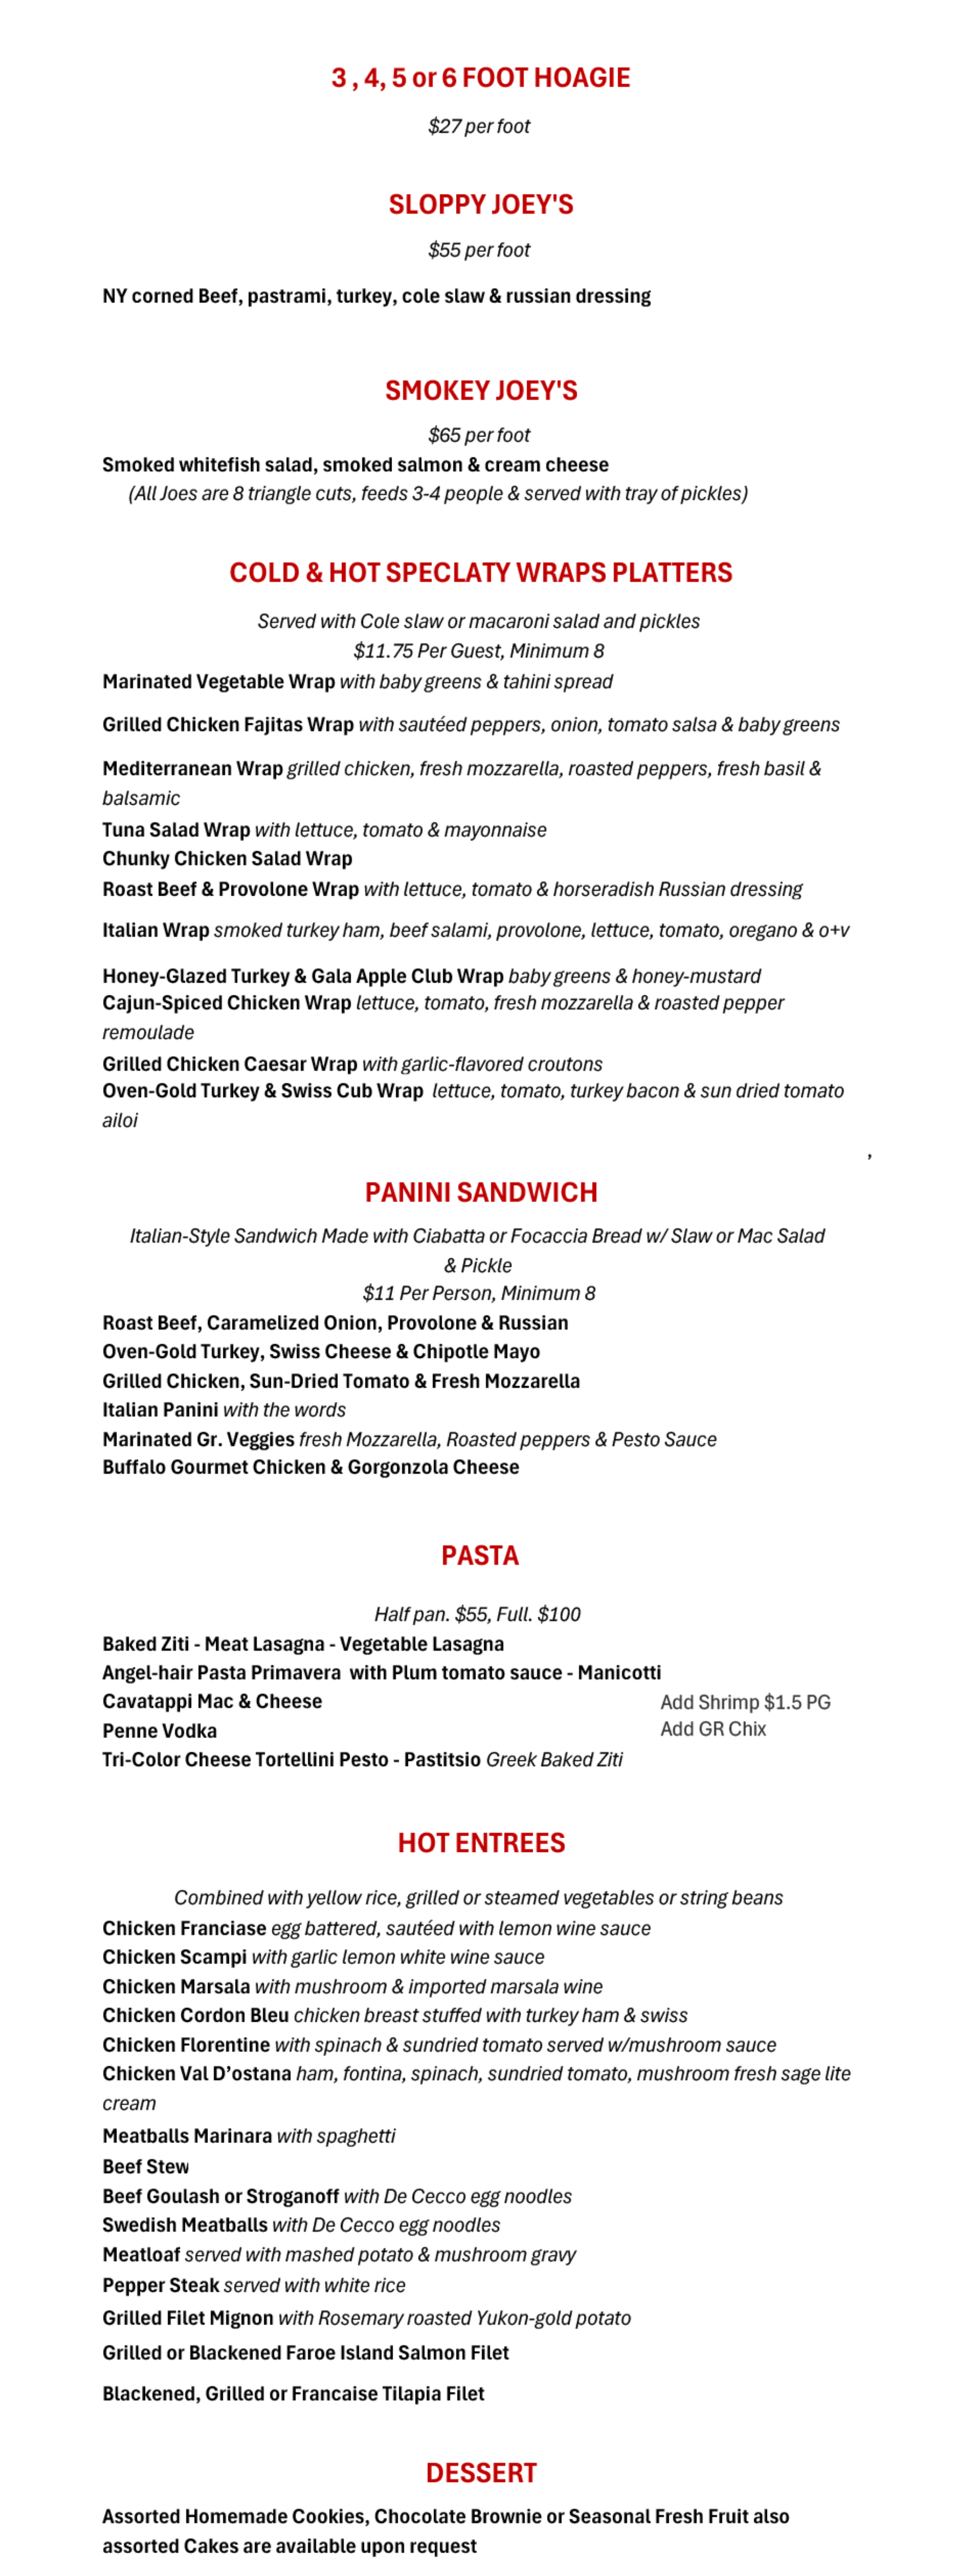 3 , 4, 5 or 6 FOOT HOAGIE
$27 per foot
SLOPPY JOEY'S
$55 per foot
NY corned Beef, pastrami, turkey, cole slaw & russian dressing
SMOKEY JOEY'S
$65 per foot
Smoked whitefish salad, smoked salmon & cream cheese
(All Joes are 8 triangle cuts, feeds 3-4 people & served with tray of pickles)
COLD & HOT SPECLATY WRAPS PLATTERS
Served with Cole slaw or macaroni salad and pickles
$11.75 Per Guest, Minimum 8
Marinated Vegetable Wrap with baby greens & tahini spread
Grilled Chicken Fajitas Wrap with sautéed peppers, onion, tomato salsa & baby greens
Mediterranean Wrap grilled chicken, fresh mozzarella, roasted peppers, fresh basil &
balsamic
Tuna Salad Wrap with lettuce, tomato & mayonnaise
Chunky Chicken Salad Wrap
Roast Beef & Provolone Wrap with lettuce, tomato & horseradish Russian dressing
Italian Wrap smoked turkey ham, beef salami, provolone, lettuce, tomato, oregano & o+v
Honey-Glazed Turkey & Gala Apple Club Wrap baby greens & honey-mustard
Cajun-Spiced Chicken Wrap lettuce, tomato, fresh mozzarella & roasted pepper
remoulade
Grilled Chicken Caesar Wrap with garlic-flavored croutons
Oven-Gold Turkey & Swiss Cub Wrap lettuce, tomato, turkey bacon & sun dried tomato
ailoi
,
PANINI SANDWICH
Italian-Style Sandwich Made with Ciabatta or Focaccia Bread w/ Slaw or Mac Salad
& Pickle
$11 Per Person, Minimum 8
Roast Beef, Caramelized Onion, Provolone & Russian
Oven-Gold Turkey, Swiss Cheese & Chipotle Mayo
Grilled Chicken, Sun-Dried Tomato & Fresh Mozzarella
Italian Panini with the words
Marinated Gr. Veggies fresh Mozzarella, Roasted peppers & Pesto Sauce
Buffalo Gourmet Chicken & Gorgonzola Cheese
PASTA
Half pan. $55, Full. $100
Baked Ziti - Meat Lasagna - Vegetable Lasagna
Angel-hair Pasta Primavera with Plum tomato sauce - Manicotti
Cavatappi Mac & Cheese
Add Shrimp $1.5 PG
Penne Vodka
Add GR Chix
Tri-Color Cheese Tortellini Pesto - Pastitsio Greek Baked Ziti
HOT ENTREES
Combined with yellow rice, grilled or steamed vegetables or string beans
Chicken Franciase egg battered, sautéed with lemon wine sauce
Chicken Scampi with garlic lemon white wine sauce
Chicken Marsala with mushroom & imported marsala wine
Chicken Cordon Bleu chicken breast stuffed with turkey ham & swiss
Chicken Florentine with spinach & sundried tomato served w/mushroom sauce
Chicken Val D’ostana ham, fontina, spinach, sundried tomato, mushroom fresh sage lite
cream
Meatballs Marinara with spaghetti
Beef Stew
Beef Goulash or Stroganoff with De Cecco egg noodles
Swedish Meatballs with De Cecco egg noodles
Meatloaf served with mashed potato & mushroom gravy
Pepper Steak served with white rice
Grilled Filet Mignon with Rosemary roasted Yukon-gold potato
Grilled or Blackened Faroe Island Salmon Filet
Blackened, Grilled or Francaise Tilapia Filet
DESSERT
Assorted Homemade Cookies, Chocolate Brownie or Seasonal Fresh Fruit also
assorted Cakes are available upon request